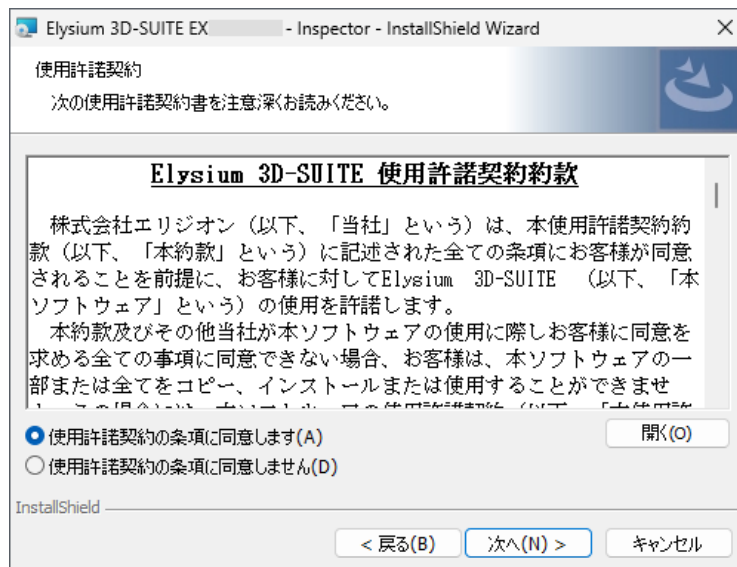 Elysium 3D-SUITE EX - Inspector - InstallShield Wizard
使用許諾契約
次の使用許諾契約書を注意深くお読みください。
Elysium 3D-SUITE 使用許諾契約約款
株式会社エリジオン（以下、「当社」という）は、本使用許諾契約約
款（以下、「本約款」という）に記述された全ての条項にお客様が同意
されることを前提に、お客様に対してElysium 3D-SUITE （以下、「本
ソフトウェア」という）の使用を許諾します。
本約款及びその他当社が本ソフトウェアの使用に際しお客様に同意を
求める全ての事項に同意できない場合、お客様は、本ソフトウェアの一
部または全てをコピー、インストールまたは使用することができませ
使用許諾契約の条項に同意します(A)
開く(O)
使用許諾契約の条項に同意しません(D)
InstallShield
< 戻る(B)
次へ(N) >
キャンセル